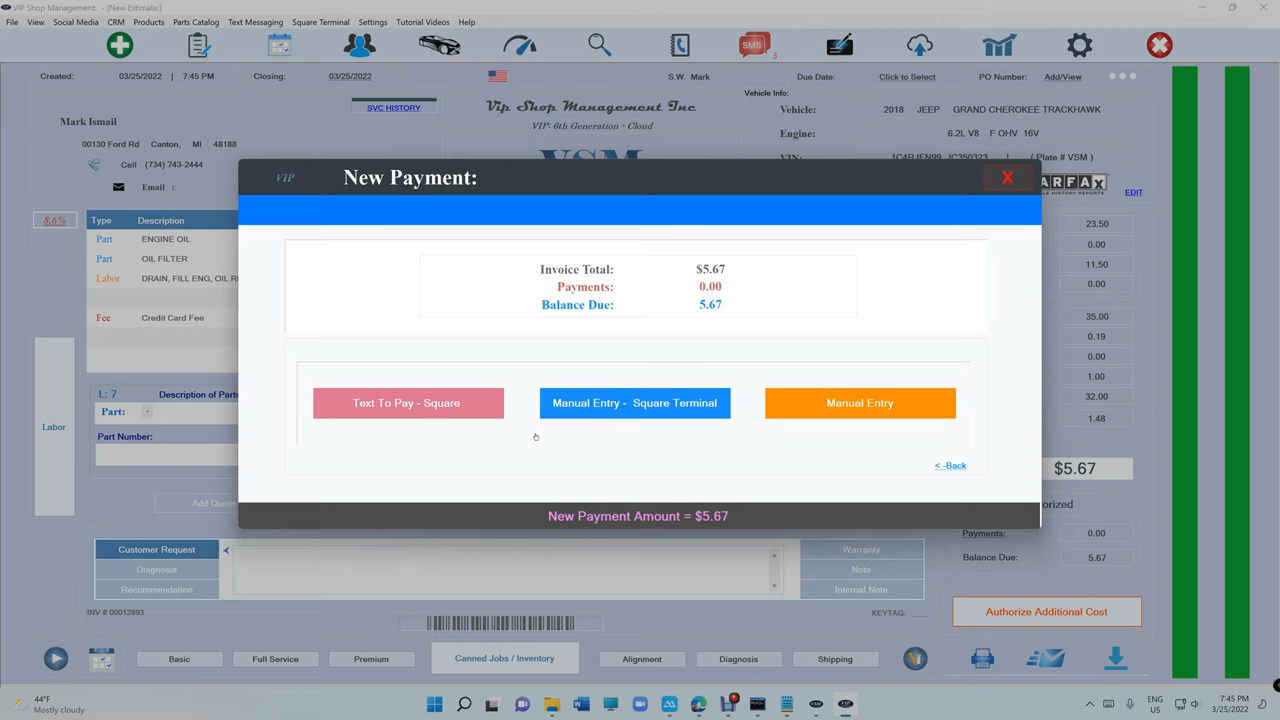 VIP Shop Management: - [New Estimate:]
File View Social Media CRM Products Parts Catalog Text Messaging Square Terminal Settings Tutorial Videos Help
SMS 3
Created: 03/25/2022 | 7:45 PM Closing: 03/25/2022 S.W. Mark Due Date: Click to Select PO Number: Add/View
Vehicle Info:
SVC HISTORY
Vip Shop Management Inc
VIP: 6th Generation - Cloud
VSM
Vehicle: 2018 JEEP GRAND CHEROKEE TRACKHAWK
Mark Ismail
Engine: 6.2L V8 F OHV 16V
00130 Ford Rd Canton, MI 48188
VIN: 1C4RJEN99 JC350323 | ( Plate # VSM )
Cell (734) 743-2444
Email :
EDIT
VIP New Payment: X
8.6% Type Description
Part ENGINE OIL
Part OIL FILTER
Labor DRAIN, FILL ENG, OIL R
Fee Credit Card Fee
Invoice Total: $5.67
Payments: 0.00
Balance Due: 5.67
23.50
0.00
11.50
0.00
35.00
0.19
0.00
1.00
32.00
1.48
Text To Pay - Square Manual Entry - Square Terminal Manual Entry
< -Back
New Payment Amount = $5.67
L: 7 Description of Parts
Part:
Labor
Part Number:
Add Quote
$5.67
orized
Payments: 0.00
Balance Due: 5.67
Customer Request
Diagnosis
Recommendation
Warranty
Note
Internal Note
INV # 00012893 KEYTAG:
Authorize Additional Cost
Basic Full Service Premium Canned Jobs / Inventory Alignment Diagnosis Shipping
44°F
Mostly cloudy
ENG
US
7:45 PM
3/25/2022